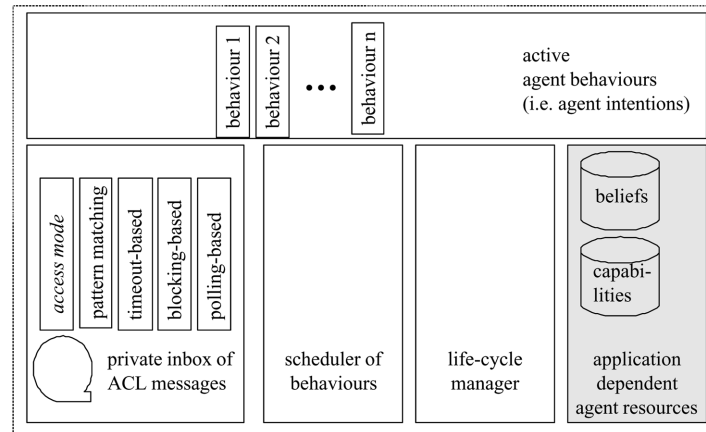 behaviour 1
behaviour 2
•••
behaviour n
active
agent behaviours
(i.e. agent intentions)
access mode
pattern matching
timeout-based
blocking-based
polling-based
private inbox of
ACL messages
scheduler of
behaviours
life-cycle
manager
beliefs
capabi-
lities
application
dependent
agent resources